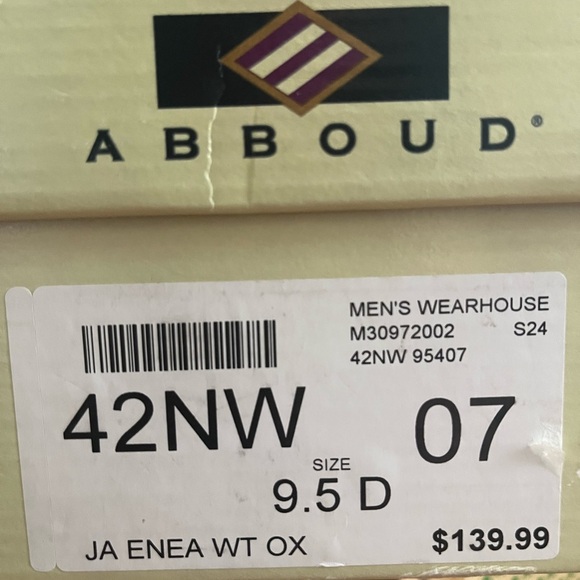 ABBOUD®
MEN'S WEARHOUSE
M30972002 S24
42NW 95407
42NW 07
SIZE
9.5 D
JA ENEA WT OX $139.99